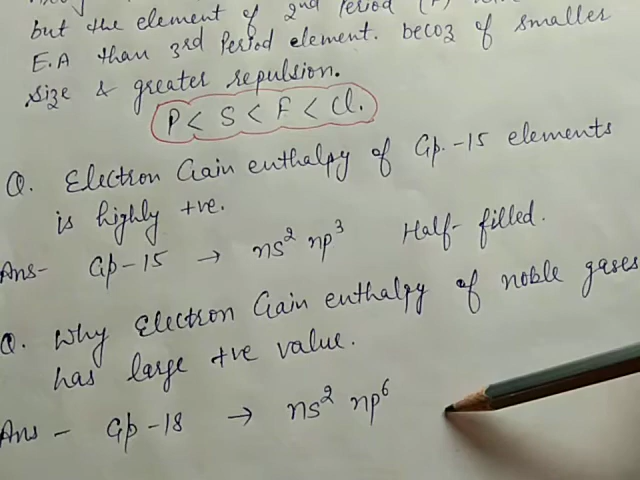 but the element of 2nd Period (F)
E.A than 3rd Period element. becoz of smaller
size & greater repulsion.
P < S < F < Cl.
Q. Electron Gain enthalpy of Gp.-15 elements
is highly +ve.
Ans- Gp-15 → ns² np³ Half-filled.
Q. Why Electron Gain enthalpy of noble gases
has large +ve value.
Ans - Gp-18 → ns² np⁶